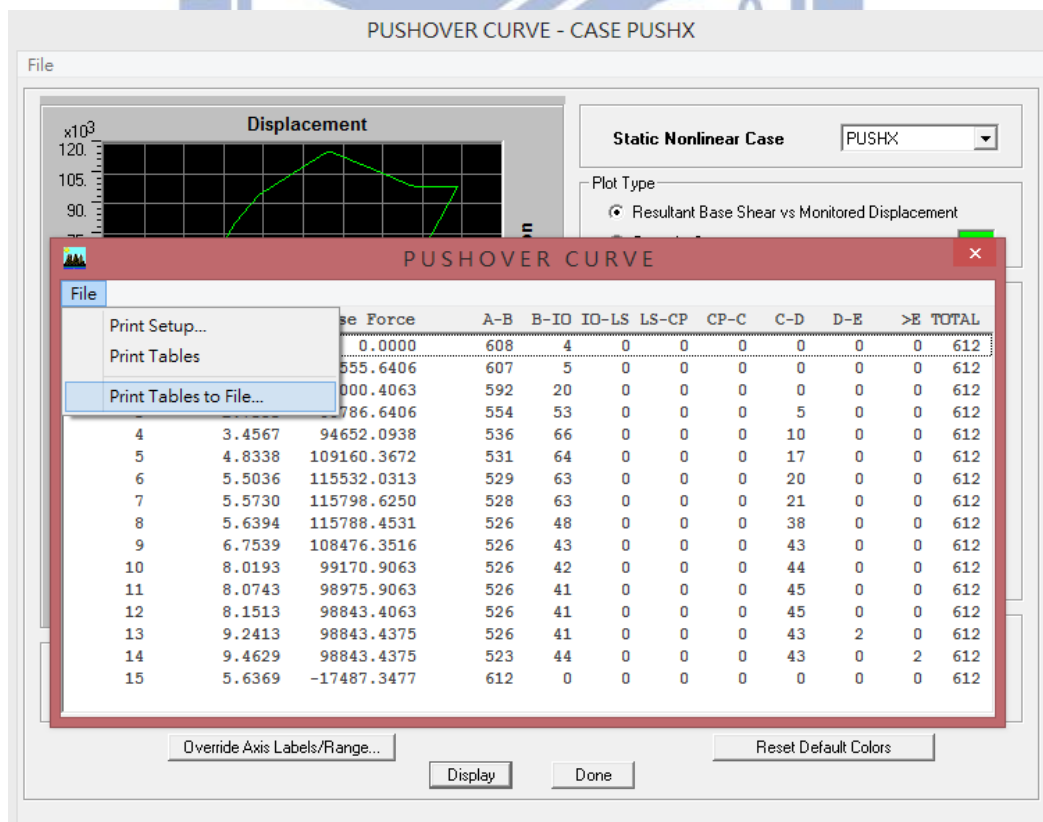 PUSHOVER CURVE - CASE PUSHX
File
Displacement
x10³
120.
105.
90.
Static Nonlinear Case PUSHX
Plot Type
Resultant Base Shear vs Monitored Displacement
PUSHOVER CURVE
File
Print Setup...
Print Tables
Print Tables to File...
Force A-B B-IO IO-LS LS-CP CP-C C-D D-E >E TOTAL
0.0000 608 4 0 0 0 0 0 0 612
555.6406 607 5 0 0 0 0 0 0 612
000.4063 592 20 0 0 0 0 0 0 612
786.6406 554 53 0 0 0 5 0 0 612
4 3.4567 94652.0938 536 66 0 0 0 10 0 0 612
5 4.8338 109160.3672 531 64 0 0 0 17 0 0 612
6 5.5036 115532.0313 529 63 0 0 0 20 0 0 612
7 5.5730 115798.6250 528 63 0 0 0 21 0 0 612
8 5.6394 115788.4531 526 48 0 0 0 38 0 0 612
9 6.7539 108476.3516 526 43 0 0 0 43 0 0 612
10 8.0193 99170.9063 526 42 0 0 0 44 0 0 612
11 8.0743 98975.9063 526 41 0 0 0 45 0 0 612
12 8.1513 98843.4063 526 41 0 0 0 45 0 0 612
13 9.2413 98843.4375 526 41 0 0 0 43 2 0 612
14 9.4629 98843.4375 523 44 0 0 0 43 0 2 612
15 5.6369 -17487.3477 612 0 0 0 0 0 0 0 612
Override Axis Labels/Range...
Reset Default Colors
Display
Done